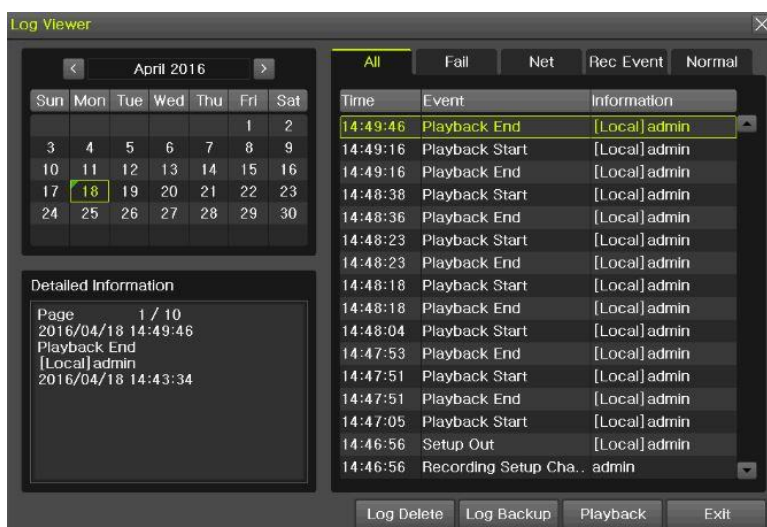 Log Viewer
< April 2016 >
Sun Mon Tue Wed Thu Fri Sat
1 2
3 4 5 6 7 8 9
10 11 12 13 14 15 16
17 18 19 20 21 22 23
24 25 26 27 28 29 30
Detailed Information
Page 1 / 10
2016/04/18 14:49:46
Playback End
[Local]admin
2016/04/18 14:43:34
All Fail Net Rec Event Normal
Time Event Information
14:49:46 Playback End [Local]admin
14:49:16 Playback Start [Local]admin
14:49:16 Playback End [Local]admin
14:48:38 Playback Start [Local]admin
14:48:36 Playback End [Local]admin
14:48:23 Playback Start [Local]admin
14:48:23 Playback End [Local]admin
14:48:18 Playback Start [Local]admin
14:48:18 Playback End [Local]admin
14:48:04 Playback Start [Local]admin
14:47:53 Playback End [Local]admin
14:47:51 Playback Start [Local]admin
14:47:51 Playback End [Local]admin
14:47:05 Playback Start [Local]admin
14:46:56 Setup Out [Local]admin
14:46:56 Recording Setup Cha.. admin
Log Delete Log Backup Playback Exit